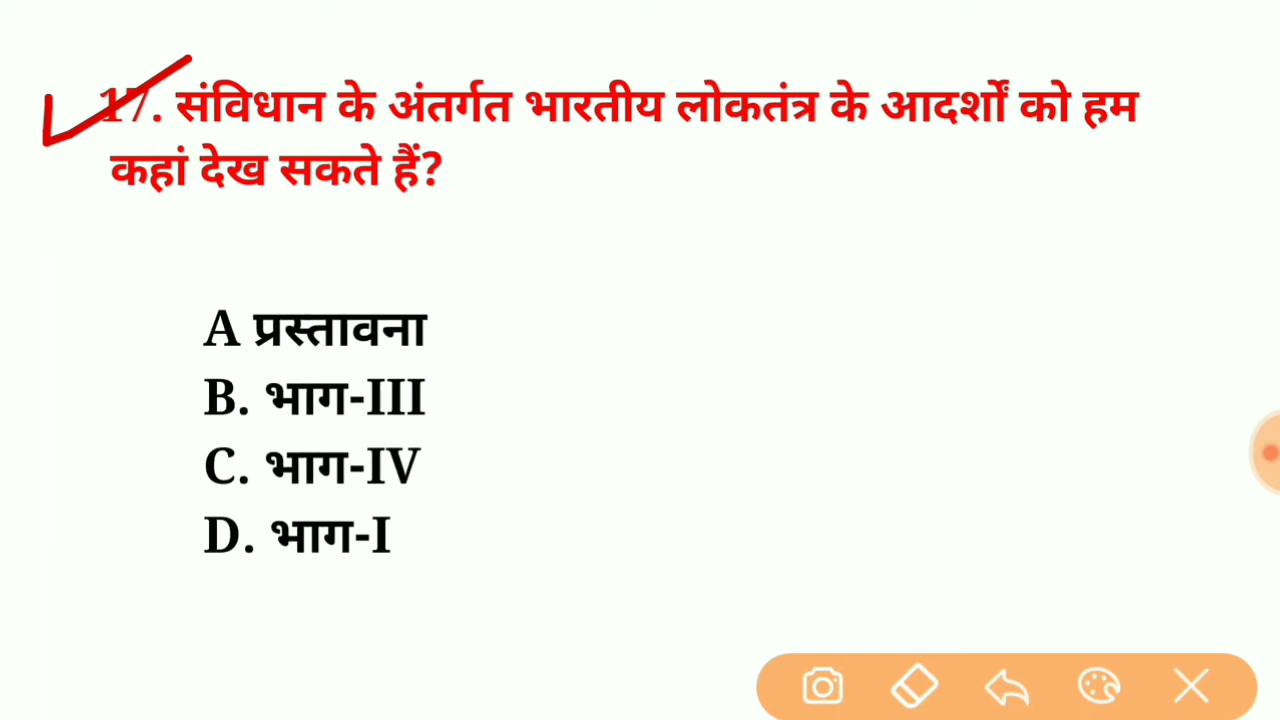 17. संविधान के अंतर्गत भारतीय लोकतंत्र के आदर्शों को हम
कहां देख सकते हैं?
A प्रस्तावना
B. भाग-III
C. भाग-IV
D. भाग-I